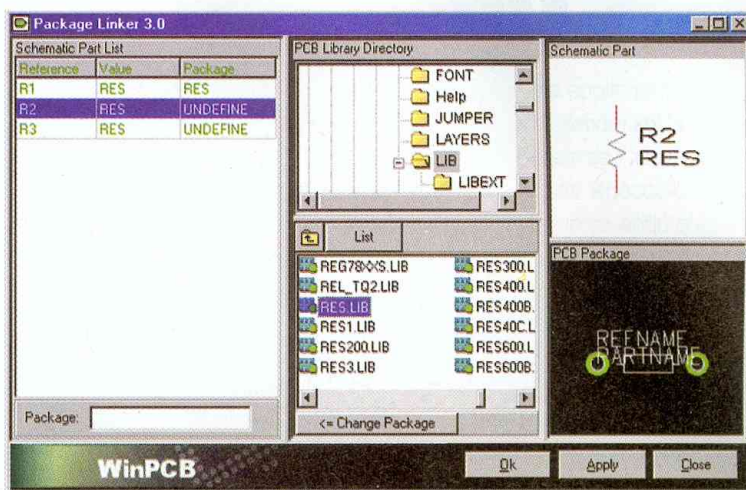 Package Linker 3.0
Schematic Part List
Reference Value Package
R1 RES RES
R2 RES UNDEFINE
R3 RES UNDEFINE
Package:
PCB Library Directory
FONT
Help
JUMPER
LAYERS
LIB
LIBEXT
List
REG78XXS.LIB
REL_TQ2.LIB
RES.LIB
RES1.LIB
RES200.LIB
RES3.LIB
RES300.L
RES400.L
RES400B.
RES40C.L
RES600.L
RES600B.
<= Change Package
Schematic Part
R2
RES
PCB Package
REFNAME
PARTNAME
WinPCB
Ok Apply Close